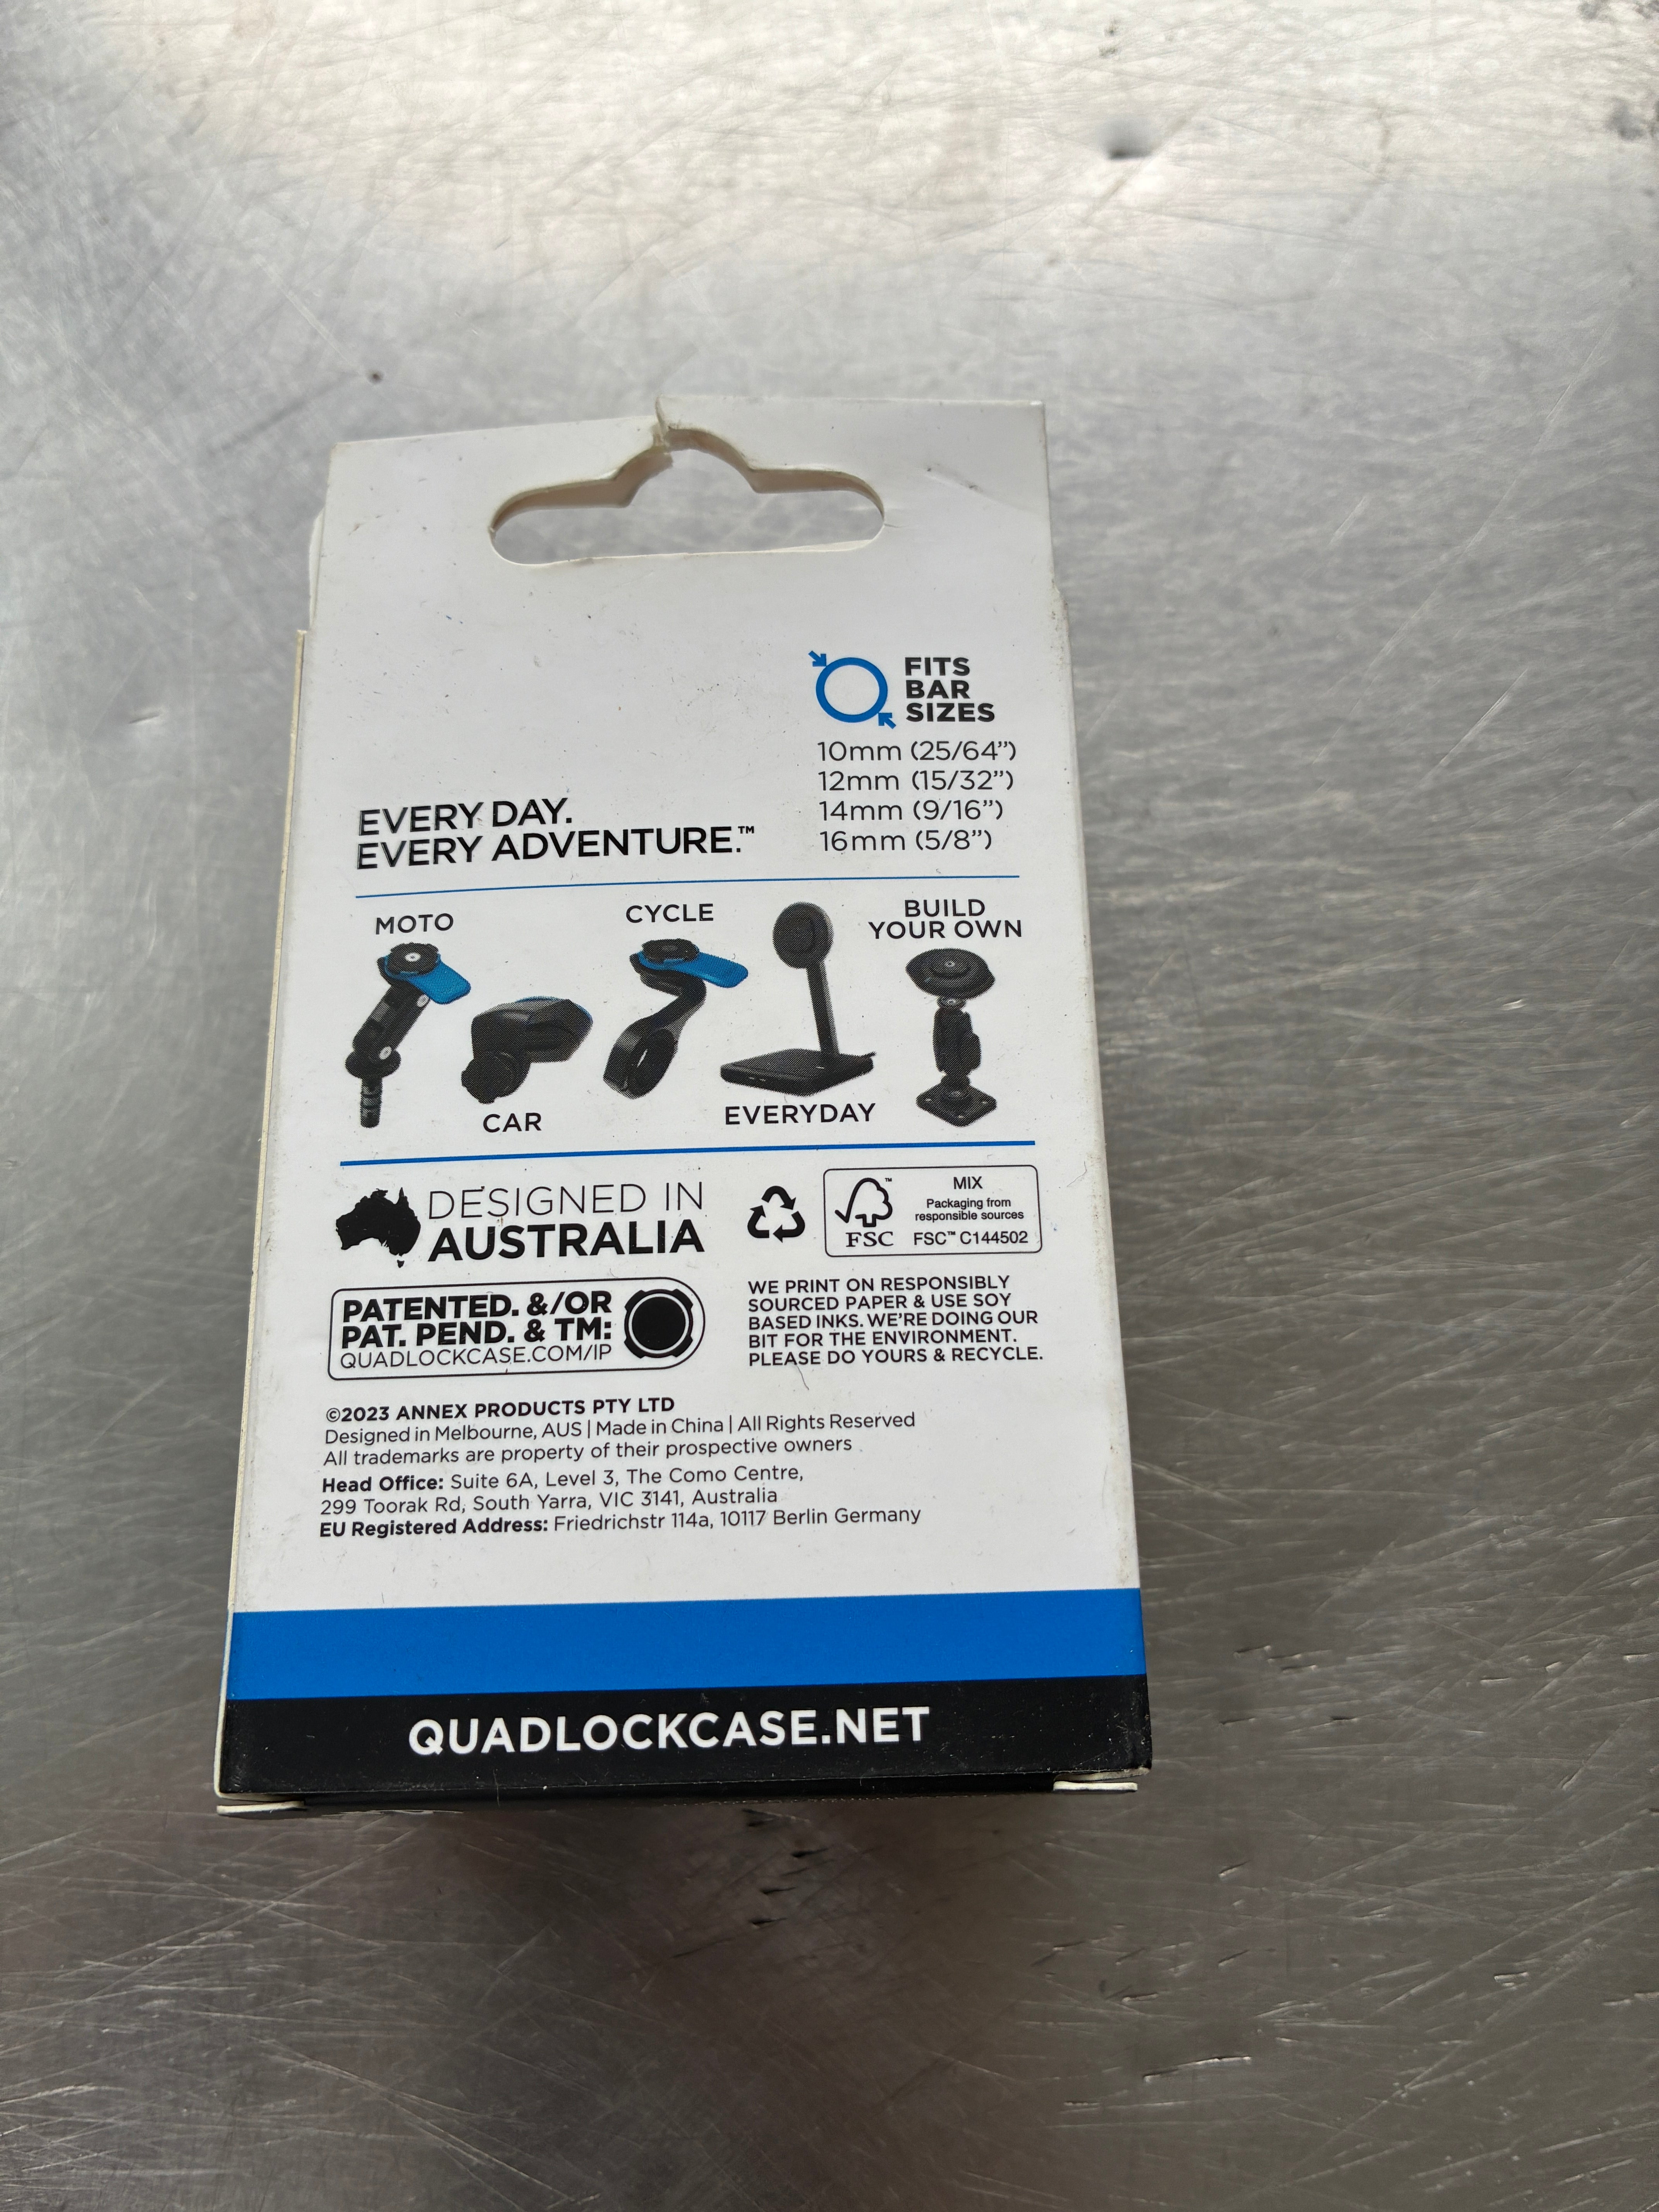 FITS
BAR
SIZES
10mm (25/64”)
12mm (15/32”)
14mm (9/16”)
16mm (5/8”)
EVERY DAY.
EVERY ADVENTURE.™
MOTO
CAR
CYCLE
EVERYDAY
BUILD
YOUR OWN
DESIGNED IN
AUSTRALIA
FSC™
MIX
Packaging from
responsible sources
FSC™ C144502
PATENTED. &/OR
PAT. PEND. & TM:
QUADLOCKCASE.COM/IP
WE PRINT ON RESPONSIBLY
SOURCED PAPER & USE SOY
BASED INKS. WE'RE DOING OUR
BIT FOR THE ENVIRONMENT.
PLEASE DO YOURS & RECYCLE.
©2023 ANNEX PRODUCTS PTY LTD
Designed in Melbourne, AUS | Made in China | All Rights Reserved
All trademarks are property of their prospective owners
Head Office: Suite 6A, Level 3, The Como Centre,
299 Toorak Rd, South Yarra, VIC 3141, Australia
EU Registered Address: Friedrichstr 114a, 10117 Berlin Germany
QUADLOCKCASE.NET